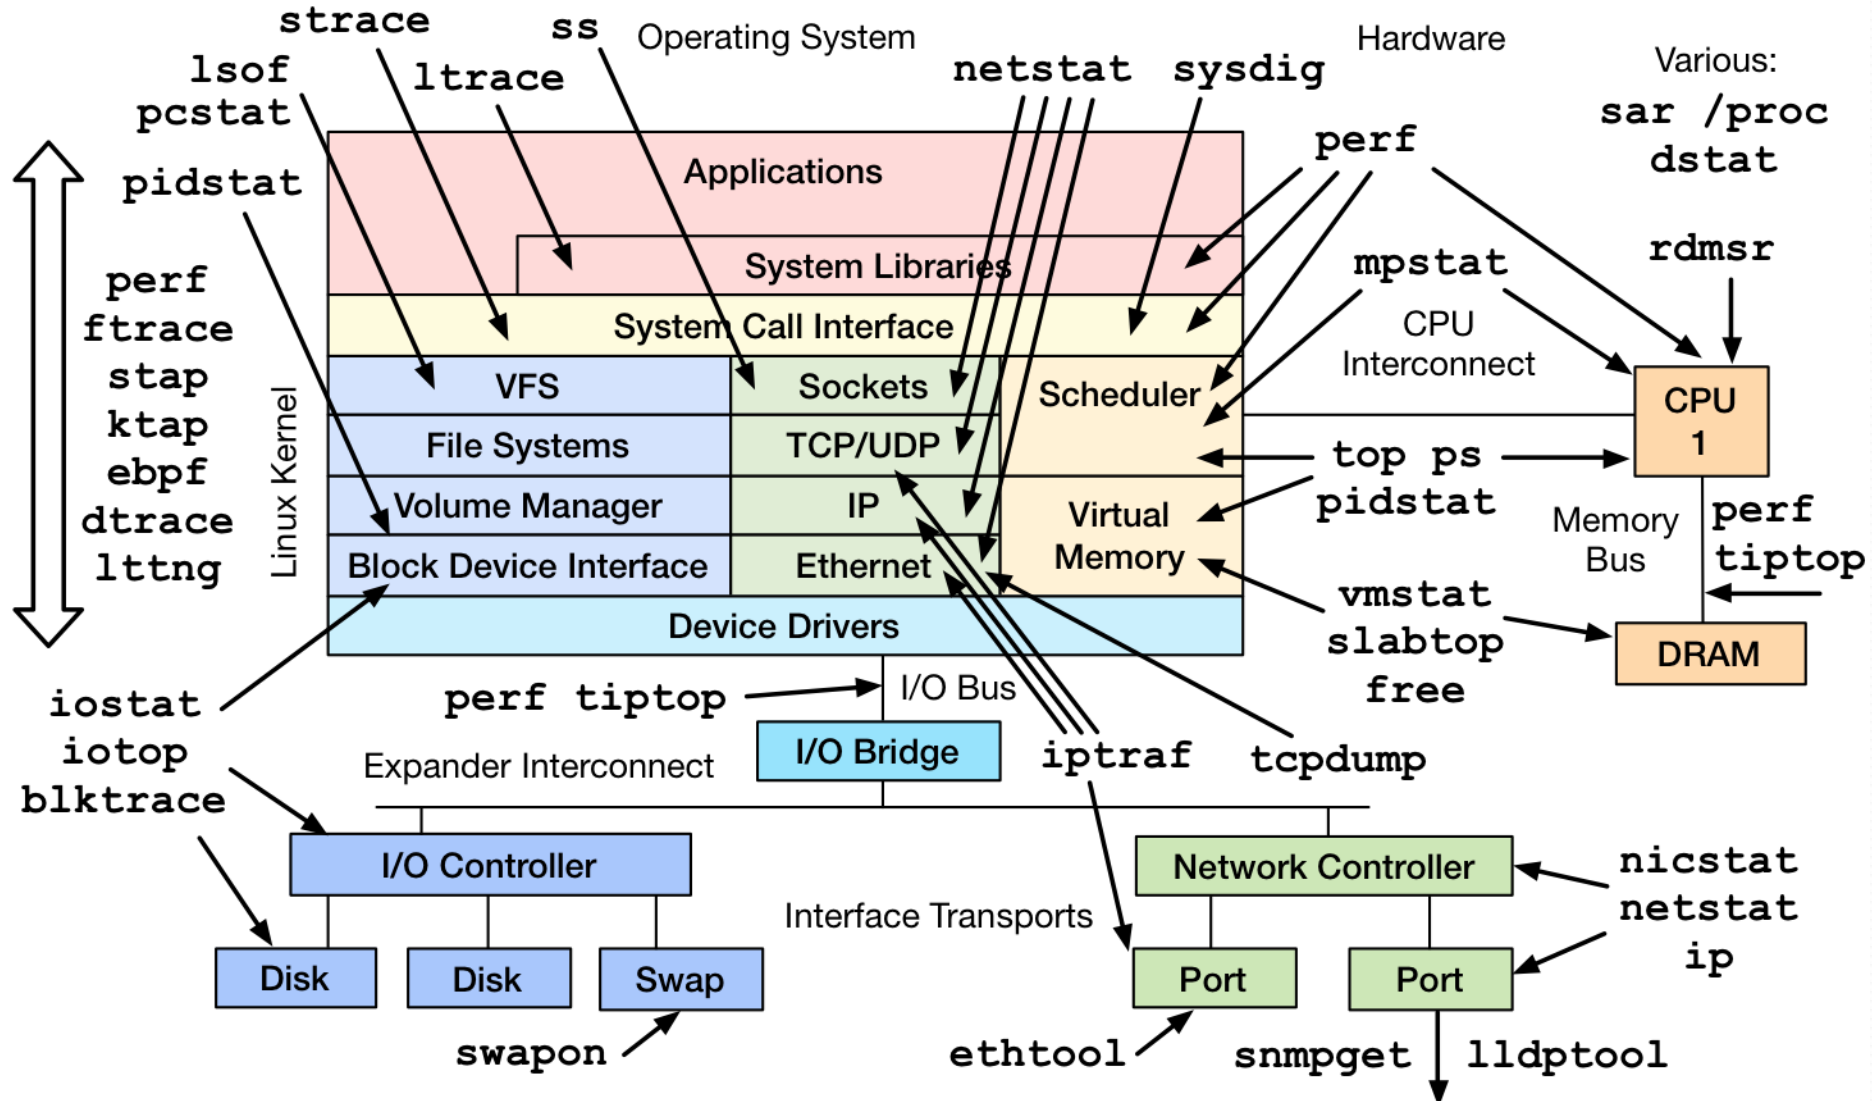 strace
ss
Operating System
Hardware
lsof
pcstat
ltrace
netstat
sysdig
Various:
sar /proc
dstat
perf
pidstat
Applications
rdmsr
mpstat
System Libraries
perf
ftrace
stap
ktap
ebpf
dtrace
lttng
Linux Kernel
System Call Interface
CPU
Interconnect
VFS
Sockets
Scheduler
CPU
1
File Systems
TCP/UDP
top ps
pidstat
Volume Manager
IP
Virtual
Memory
Memory
Bus
perf
tiptop
Block Device Interface
Ethernet
vmstat
slabtop
free
Device Drivers
DRAM
iostat
iotop
blktrace
perf tiptop
I/O Bus
I/O Bridge
iptraf
tcpdump
Expander Interconnect
I/O Controller
Network Controller
nicstat
netstat
ip
Interface Transports
Disk
Disk
Swap
Port
Port
swapon
ethtool
snmpget
lldptool